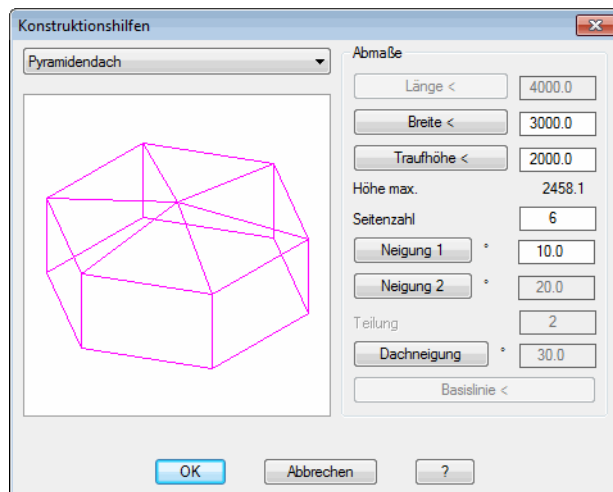 Konstruktionshilfen
Pyramidendach
Abmaße
Länge < 4000.0
Breite < 3000.0
Traufhöhe < 2000.0
Höhe max. 2458.1
Seitenzahl 6
Neigung 1 ° 10.0
Neigung 2 ° 20.0
Teilung 2
Dachneigung ° 30.0
Basislinie <
OK Abbrechen ?